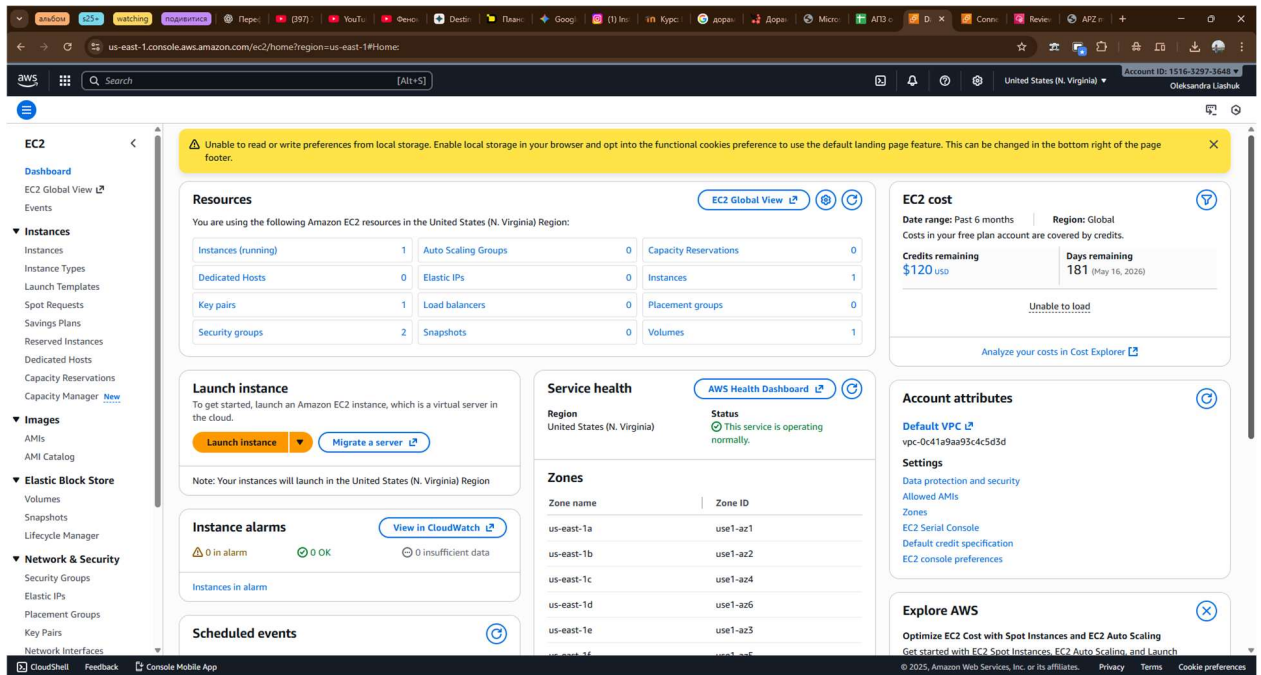 альбом
s25+
watching
подивитися
(397)
YouTu
Destin
Googl
(1) Ins
Курс:
Micros
АПЗ
Conne
Review
us-east-1.console.aws.amazon.com/ec2/home?region=us-east-1#Home:
aws
Search
[Alt+S]
United States (N. Virginia)
Account ID: 1516-3297-3648
Oleksandra Liashuk
EC2
Dashboard
EC2 Global View
Events
Instances
Instances
Instance Types
Launch Templates
Spot Requests
Savings Plans
Reserved Instances
Dedicated Hosts
Capacity Reservations
Capacity Manager New
Images
AMIs
AMI Catalog
Elastic Block Store
Volumes
Snapshots
Lifecycle Manager
Network & Security
Security Groups
Elastic IPs
Placement Groups
Key Pairs
Network Interfaces
Unable to read or write preferences from local storage. Enable local storage in your browser and opt into the functional cookies preference to use the default landing page feature. This can be changed in the bottom right of the page
footer.
Resources
EC2 Global View
You are using the following Amazon EC2 resources in the United States (N. Virginia) Region:
Instances (running) 1
Auto Scaling Groups 0
Capacity Reservations 0
Dedicated Hosts 0
Elastic IPs 0
Instances 1
Key pairs 1
Load balancers 0
Placement groups 0
Security groups 2
Snapshots 0
Volumes 1
Launch instance
To get started, launch an Amazon EC2 instance, which is a virtual server in
the cloud.
Launch instance
Migrate a server
Note: Your instances will launch in the United States (N. Virginia) Region
Instance alarms
View in CloudWatch
0 in alarm
0 OK
0 insufficient data
Instances in alarm
Scheduled events
Service health
AWS Health Dashboard
Region
United States (N. Virginia)
Status
This service is operating
normally.
Zones
Zone name Zone ID
us-east-1a use1-az1
us-east-1b use1-az2
us-east-1c use1-az4
us-east-1d use1-az6
us-east-1e use1-az3
us-east-1f use1-az5
EC2 cost
Date range: Past 6 months
Region: Global
Costs in your free plan account are covered by credits.
Credits remaining
$120 USD
Days remaining
181 (May 16, 2026)
Unable to load
Analyze your costs in Cost Explorer
Account attributes
Default VPC
vpc-0c41a9aa93c4c5d3d
Settings
Data protection and security
Allowed AMIs
Zones
EC2 Serial Console
Default credit specification
EC2 console preferences
Explore AWS
Optimize EC2 Cost with Spot Instances and EC2 Auto Scaling
Get started with EC2 Spot Instances, EC2 Auto Scaling, and Launch
CloudShell
Feedback
Console Mobile App
© 2025, Amazon Web Services, Inc. or its affiliates.
Privacy
Terms
Cookie preferences